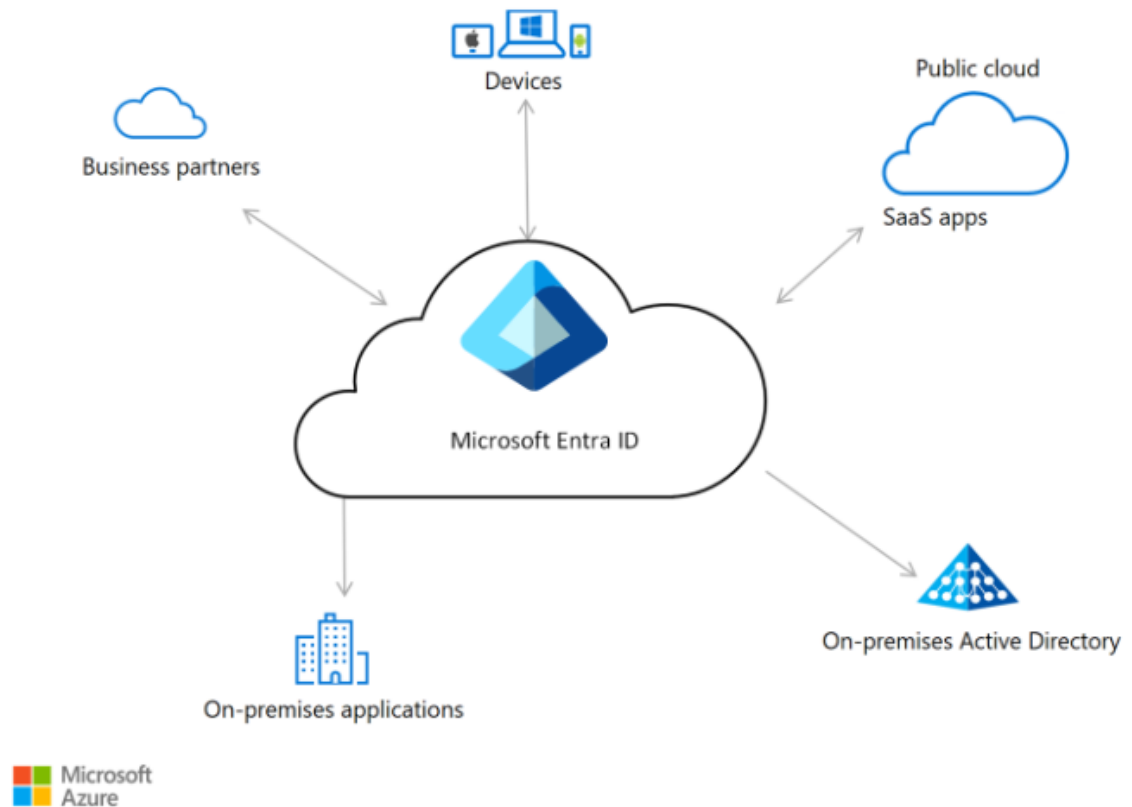 Devices
Public cloud
Business partners
SaaS apps
Microsoft Entra ID
On-premises Active Directory
On-premises applications
Microsoft
Azure